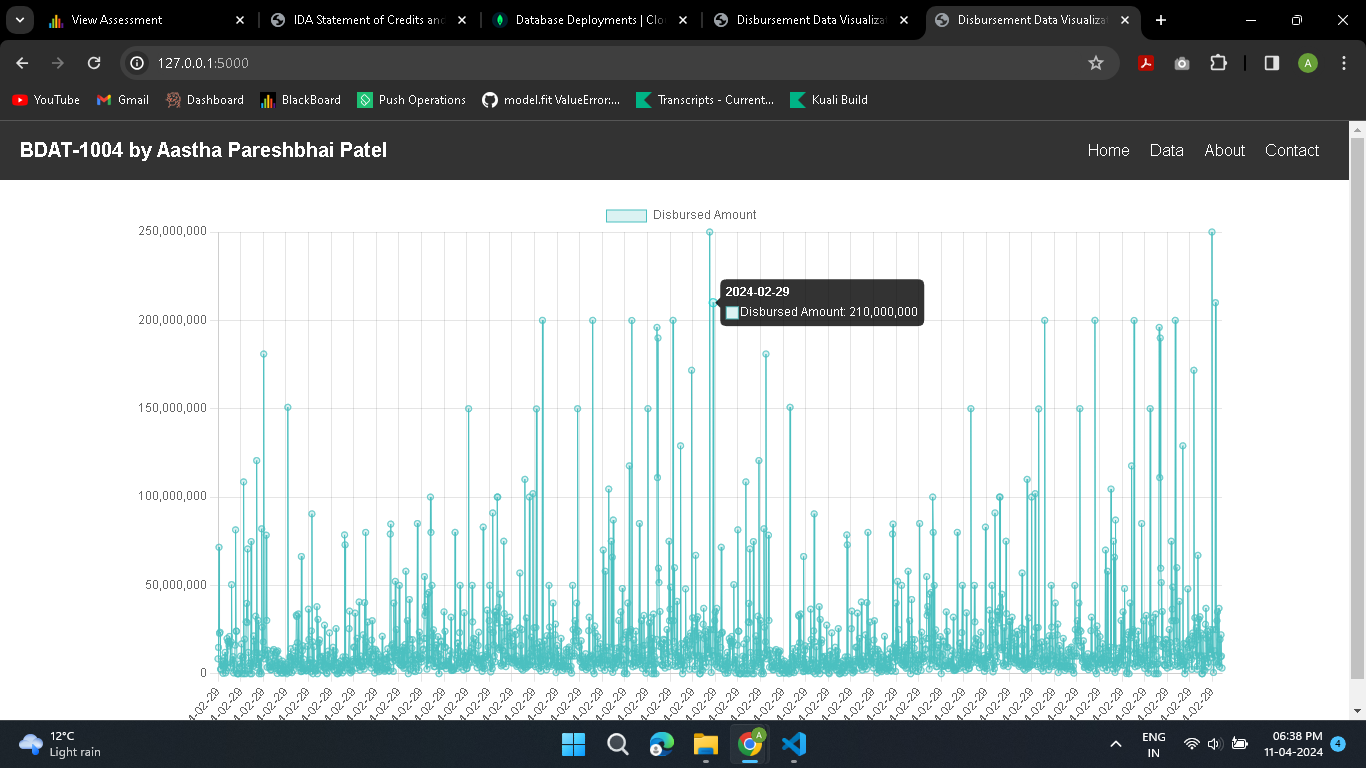 View Assessment
IDA Statement of Credits and
Database Deployments | Clo
Disbursement Data Visualiza
Disbursement Data Visualiza
127.0.0.1:5000
A
YouTube
Gmail
Dashboard
BlackBoard
Push Operations
model.fit ValueError:...
Transcripts - Current...
Kuali Build
BDAT-1004 by Aastha Pareshbhai Patel
Home
Data
About
Contact
Disbursed Amount
250,000,000
2024-02-29
Disbursed Amount: 210,000,000
200,000,000
150,000,000
100,000,000
50,000,000
0
4-02-29 4-02-29 4-02-29 4-02-29 4-02-29 4-02-29 4-02-29 4-02-29 4-02-29 4-02-29 4-02-29 4-02-29 4-02-29 4-02-29 4-02-29 4-02-29 4-02-29 4-02-29 4-02-29 4-02-29 4-02-29 4-02-29 4-02-29 4-02-29 4-02-29 4-02-29 4-02-29 4-02-29 4-02-29 4-02-29 4-02-29 4-02-29 4-02-29 4-02-29 4-02-29 4-02-29 4-02-29 4-02-29 4-02-29 4-02-29 4-02-29 4-02-29 4-02-29 4-02-29 4-02-29
12°C
Light rain
A
ENG
IN
06:38 PM
11-04-2024
4